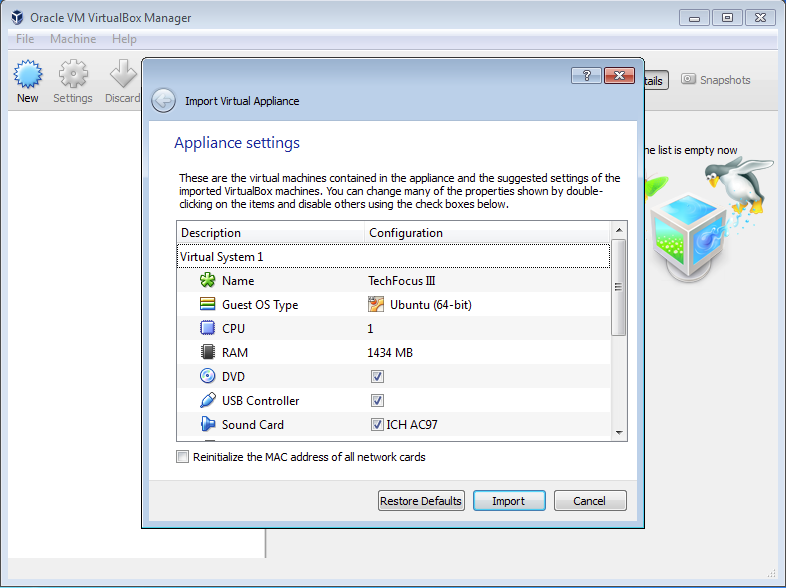 Oracle VM VirtualBox Manager
File Machine Help
New Settings Discard
tails Snapshots
Import Virtual Appliance
he list is empty now
Appliance settings
These are the virtual machines contained in the appliance and the suggested settings of the
imported VirtualBox machines. You can change many of the properties shown by double-
clicking on the items and disable others using the check boxes below.
Description Configuration
Virtual System 1
Name TechFocus III
Guest OS Type Ubuntu (64-bit)
CPU 1
RAM 1434 MB
DVD
USB Controller
Sound Card ICH AC97
Reinitialize the MAC address of all network cards
Restore Defaults Import Cancel